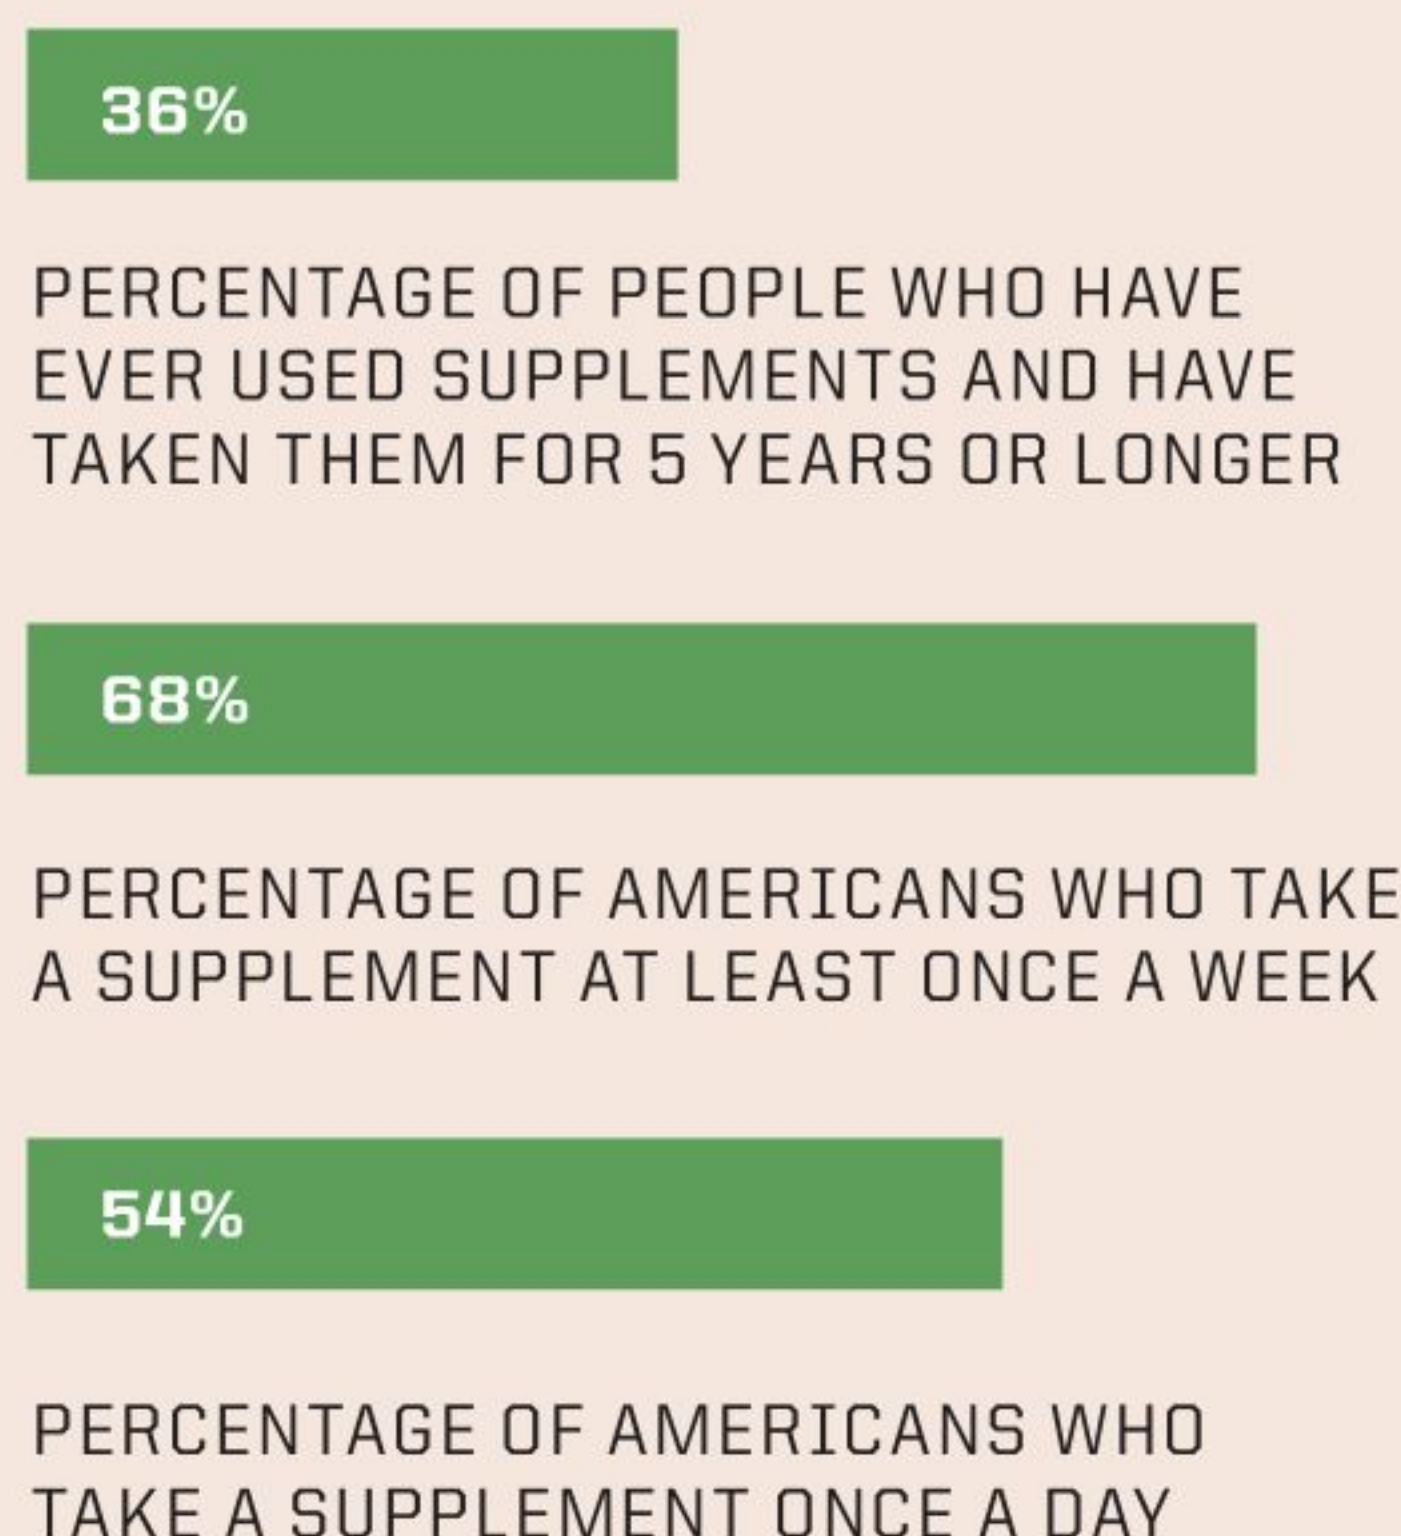 36%
PERCENTAGE OF PEOPLE WHO HAVE
EVER USED SUPPLEMENTS AND HAVE
TAKEN THEM FOR 5 YEARS OR LONGER
68%
PERCENTAGE OF AMERICANS WHO TAKE
A SUPPLEMENT AT LEAST ONCE A WEEK
54%
PERCENTAGE OF AMERICANS WHO
TAKE A SUPPLEMENT ONCE A DAY